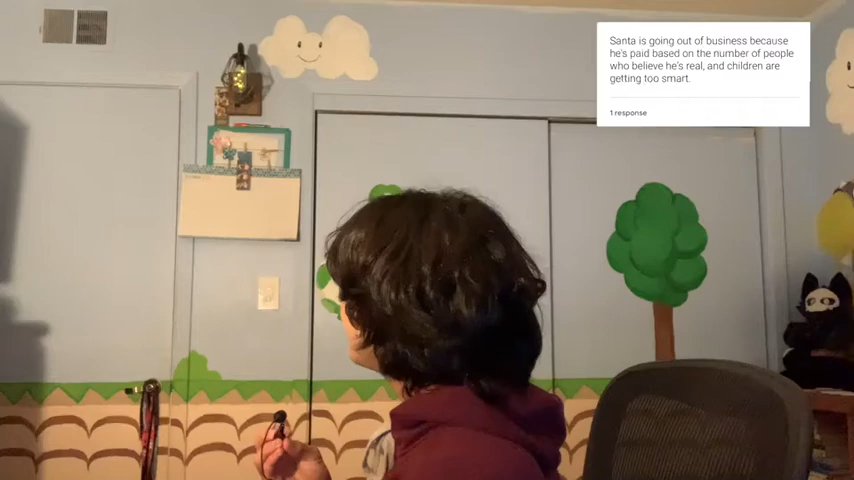 Santa is going out of business because
he's paid based on the number of people
who believe he's real, and children are
getting too smart.
1 response